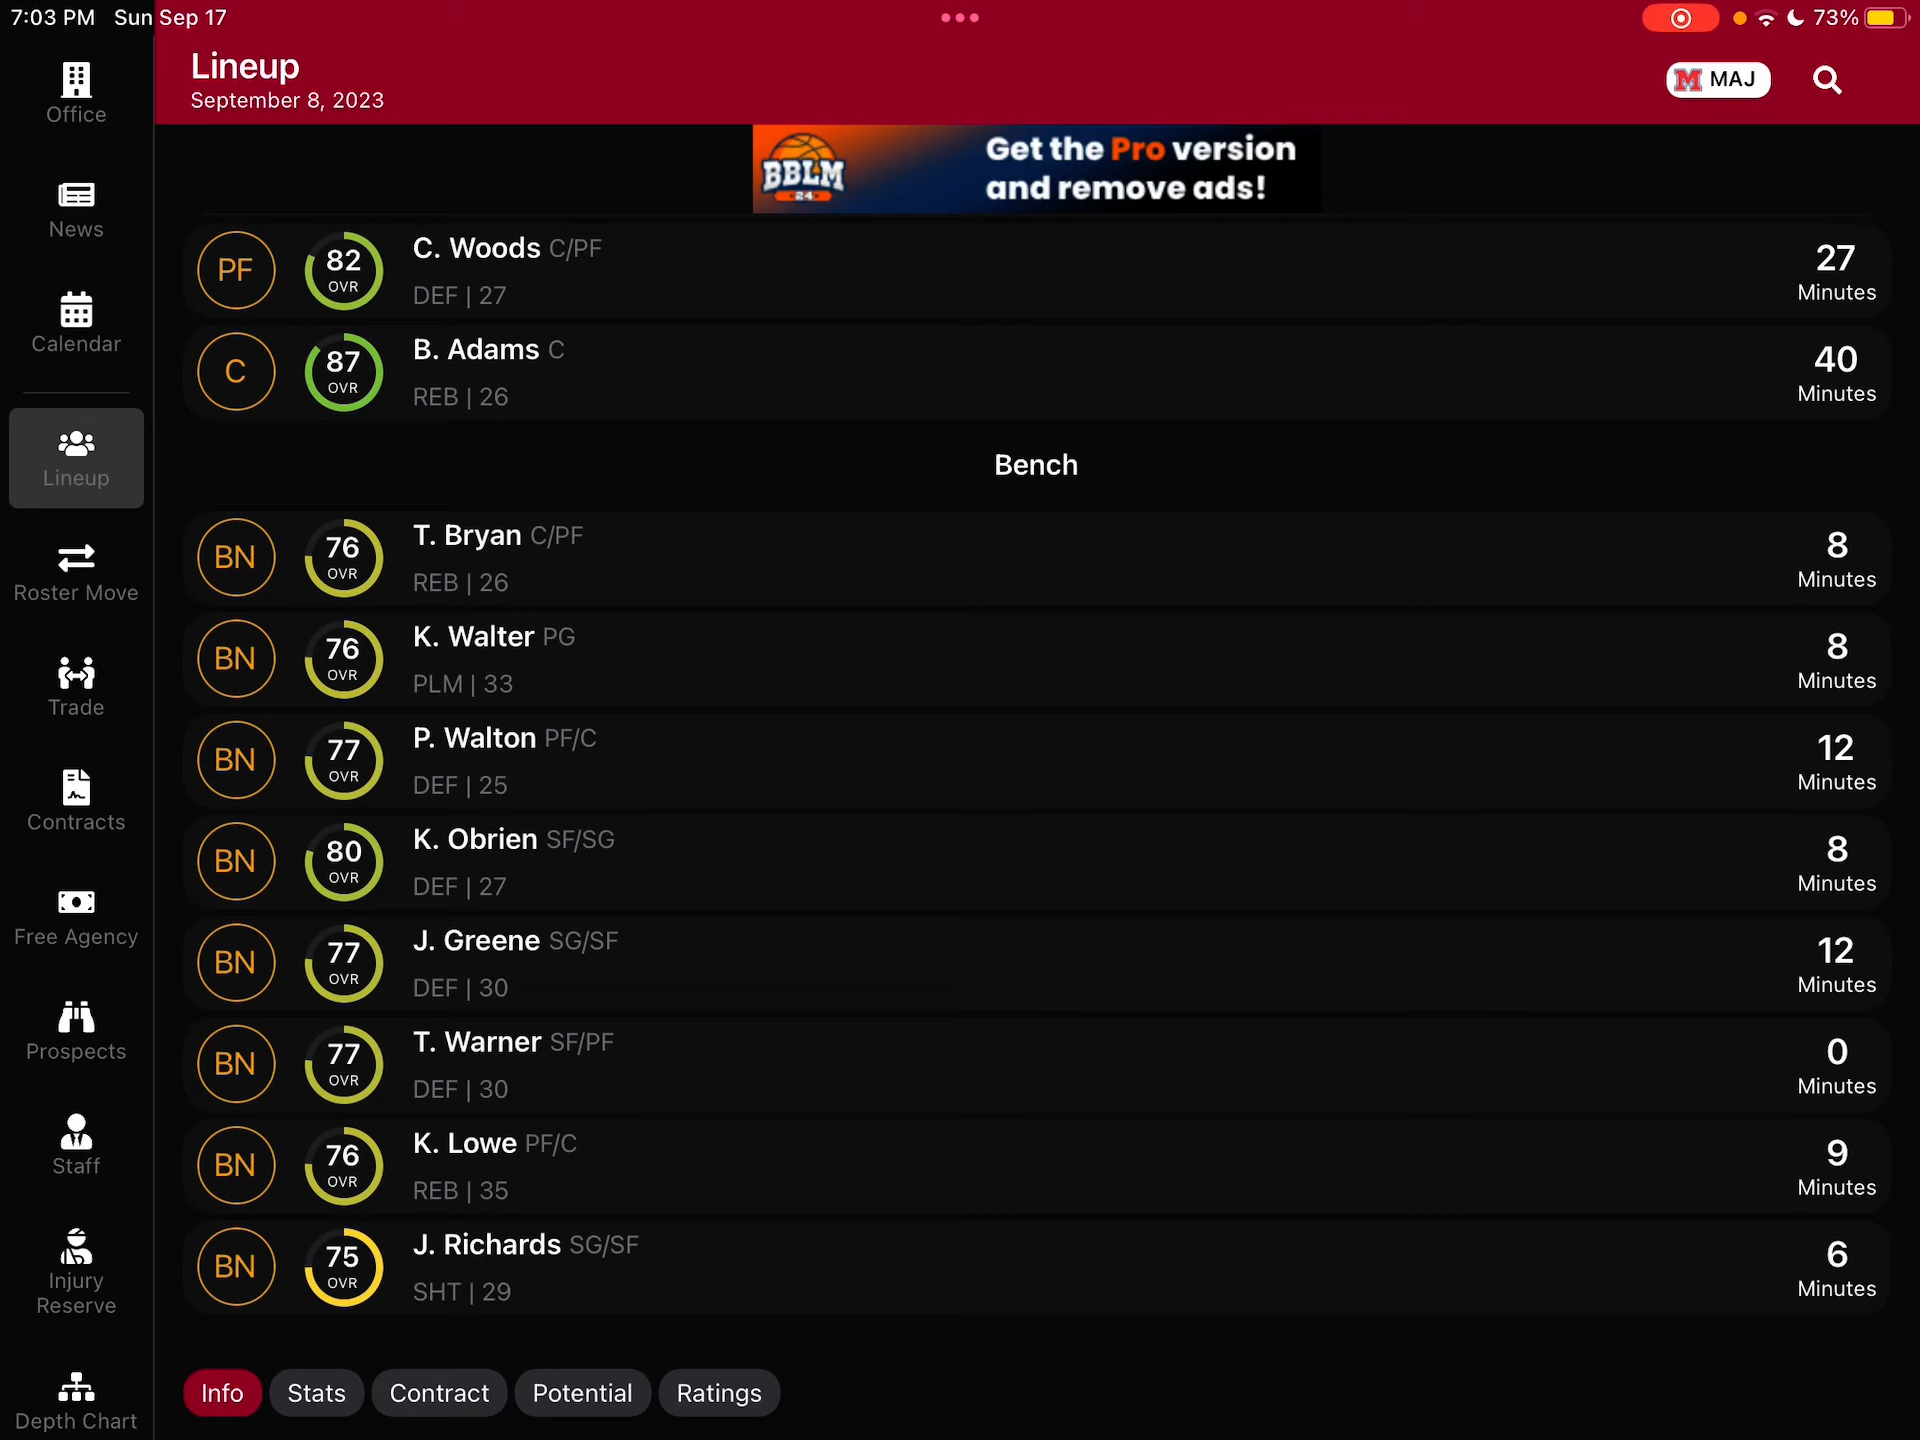 7:03 PM Sun Sep 17
73%
Lineup
September 8, 2023
M MAJ
BBLM
24
Get the Pro version
and remove ads!
Office
News
Calendar
Lineup
Roster Move
Trade
Contracts
Free Agency
Prospects
Staff
Injury
Reserve
Depth Chart
PF
82
OVR
C. Woods C/PF
DEF | 27
27
Minutes
C
87
OVR
B. Adams C
REB | 26
40
Minutes
Bench
BN
76
OVR
T. Bryan C/PF
REB | 26
8
Minutes
BN
76
OVR
K. Walter PG
PLM | 33
8
Minutes
BN
77
OVR
P. Walton PF/C
DEF | 25
12
Minutes
BN
80
OVR
K. Obrien SF/SG
DEF | 27
8
Minutes
BN
77
OVR
J. Greene SG/SF
DEF | 30
12
Minutes
BN
77
OVR
T. Warner SF/PF
DEF | 30
0
Minutes
BN
76
OVR
K. Lowe PF/C
REB | 35
9
Minutes
BN
75
OVR
J. Richards SG/SF
SHT | 29
6
Minutes
Info Stats Contract Potential Ratings